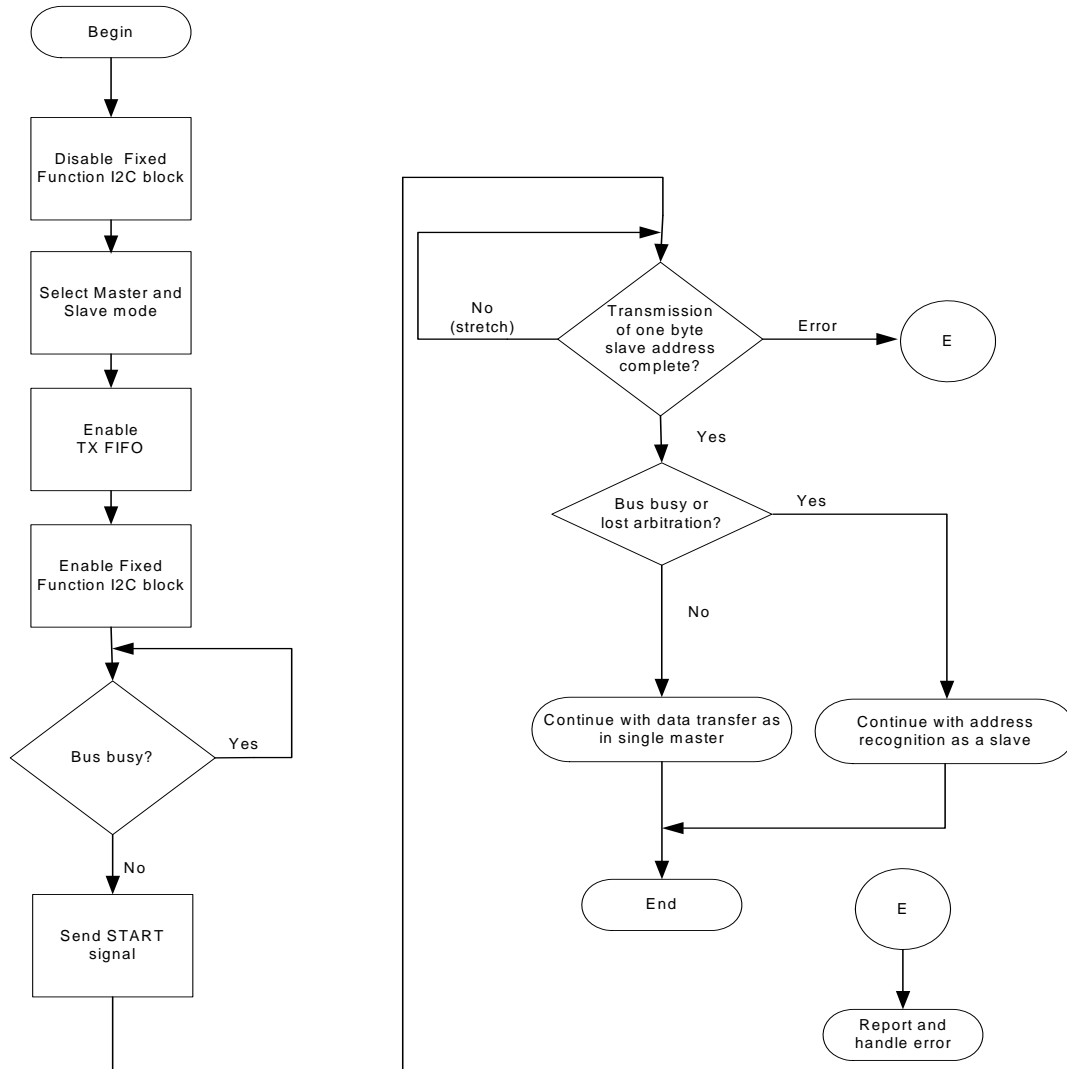 Begin
Disable Fixed
Function I2C block
Select Master and
Slave mode
Enable
TX FIFO
Enable Fixed
Function I2C block
Bus busy?
Yes
No
Send START
signal
Transmission
of one byte
slave address
complete?
No
(stretch)
Error
E
Yes
Bus busy or
lost arbitration?
Yes
No
Continue with data transfer as
in single master
Continue with address
recognition as a slave
End
E
Report and
handle error